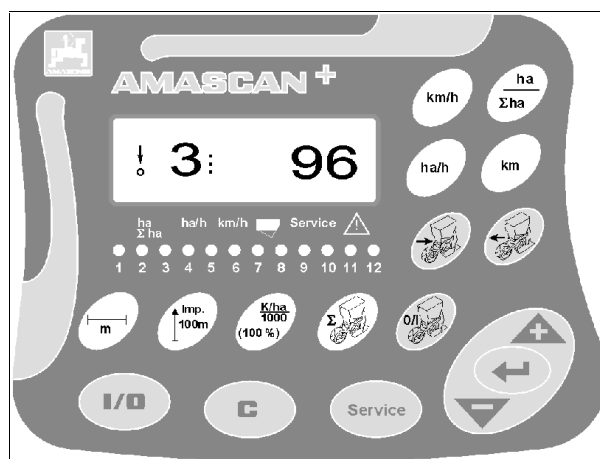 AMAZONE
AMASCAN+
km/h
ha
Σha
3: 96
ha/h
km
ha ha/h km/h Service
Σ ha
1 2 3 4 5 6 7 8 9 10 11 12
m
Imp.
100m
K/ha
1000
(100 %)
Σ
0/I
I/O
C
Service
+
−